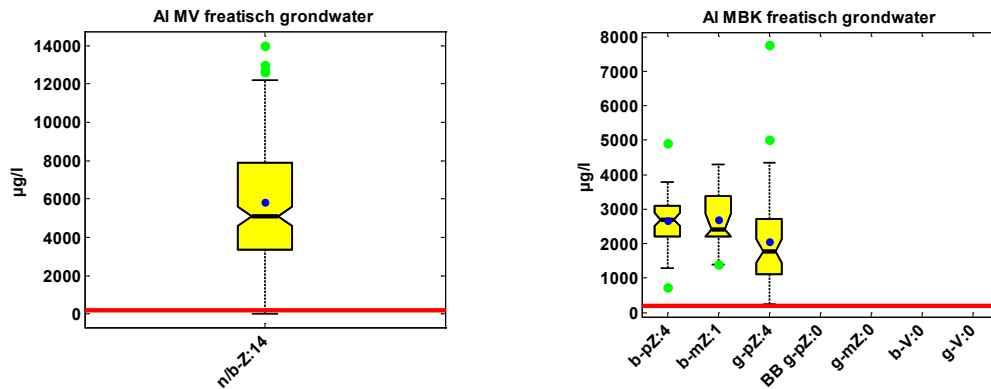 Al MV freatisch grondwater
14000
12000
10000
8000
6000
4000
2000
0
µg/l
n/b-Z:14
Al MBK freatisch grondwater
8000
7000
6000
5000
4000
3000
2000
1000
0
µg/l
b-pZ:4
b-mZ:1
g-pZ:4
BB g-pZ:0
g-mZ:0
b-V:0
g-V:0